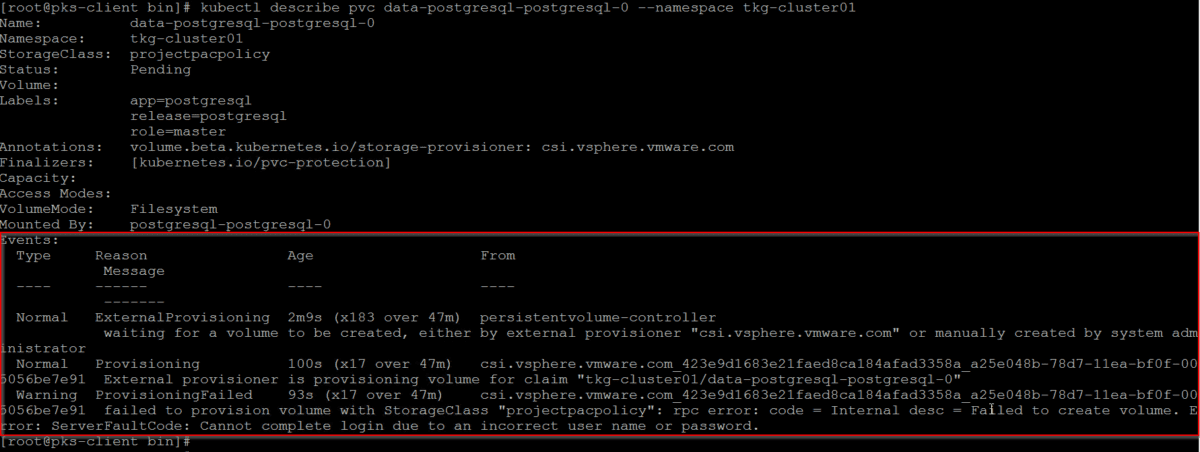 [root@pks-client bin]# kubectl describe pvc data-postgresql-postgresql-0 --namespace tkg-cluster01
Name:          data-postgresql-postgresql-0
Namespace:     tkg-cluster01
StorageClass:  projectpacpolicy
Status:        Pending
Volume:
Labels:        app=postgresql
               release=postgresql
               role=master
Annotations:   volume.beta.kubernetes.io/storage-provisioner: csi.vsphere.vmware.com
Finalizers:    [kubernetes.io/pvc-protection]
Capacity:
Access Modes:
VolumeMode:    Filesystem
Mounted By:    postgresql-postgresql-0
Events:
  Type     Reason                Age                   From
            Message
  ----     ------                ----                  ----
            -------
  Normal   ExternalProvisioning  2m9s (x183 over 47m)  persistentvolume-controller
            waiting for a volume to be created, either by external provisioner "csi.vsphere.vmware.com" or manually created by system adm
inistrator
  Normal   Provisioning          100s (x17 over 47m)   csi.vsphere.vmware.com_423e9d1683e21faed8ca184afad3358a_a25e048b-78d7-11ea-bf0f-00
5056be7e91  External provisioner is provisioning volume for claim "tkg-cluster01/data-postgresql-postgresql-0"
  Warning  ProvisioningFailed    93s (x17 over 47m)    csi.vsphere.vmware.com_423e9d1683e21faed8ca184afad3358a_a25e048b-78d7-11ea-bf0f-00
5056be7e91  failed to provision volume with StorageClass "projectpacpolicy": rpc error: code = Internal desc = Failed to create volume. E
rror: ServerFaultCode: Cannot complete login due to an incorrect user name or password.
[root@pks-client bin]#